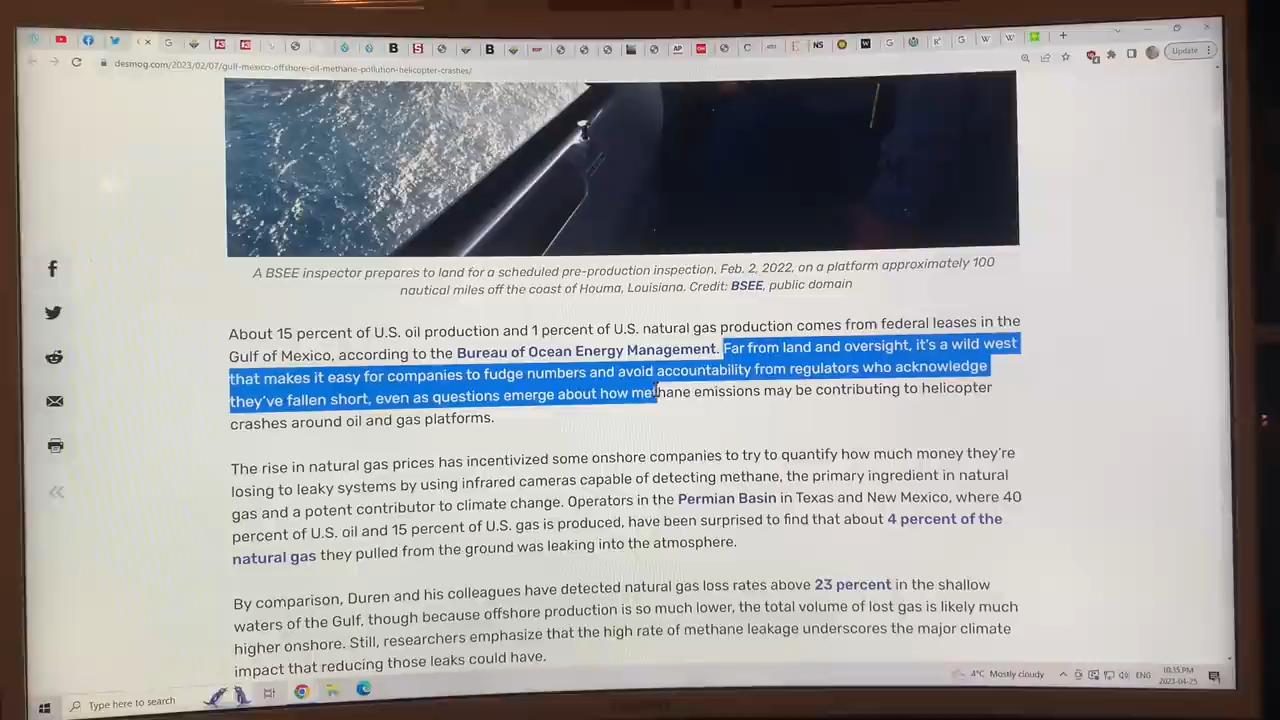 desmog.com/2023/02/07/gulf-mexico-offshore-oil-methane-pollution-helicopter-crashes/
Update
A BSEE inspector prepares to land for a scheduled pre-production inspection, Feb. 2, 2022, on a platform approximately 100
nautical miles off the coast of Houma, Louisiana. Credit: BSEE, public domain
About 15 percent of U.S. oil production and 1 percent of U.S. natural gas production comes from federal leases in the
Gulf of Mexico, according to the Bureau of Ocean Energy Management. Far from land and oversight, it's a wild west
that makes it easy for companies to fudge numbers and avoid accountability from regulators who acknowledge
they've fallen short, even as questions emerge about how methane emissions may be contributing to helicopter
crashes around oil and gas platforms.
The rise in natural gas prices has incentivized some onshore companies to try to quantify how much money they're
losing to leaky systems by using infrared cameras capable of detecting methane, the primary ingredient in natural
gas and a potent contributor to climate change. Operators in the Permian Basin in Texas and New Mexico, where 40
percent of U.S. oil and 15 percent of U.S. gas is produced, have been surprised to find that about 4 percent of the
natural gas they pulled from the ground was leaking into the atmosphere.
By comparison, Duren and his colleagues have detected natural gas loss rates above 23 percent in the shallow
waters of the Gulf, though because offshore production is so much lower, the total volume of lost gas is likely much
higher onshore. Still, researchers emphasize that the high rate of methane leakage underscores the major climate
impact that reducing those leaks could have.
Type here to search
4°C Mostly cloudy
ENG
10:35 PM
2023-04-25